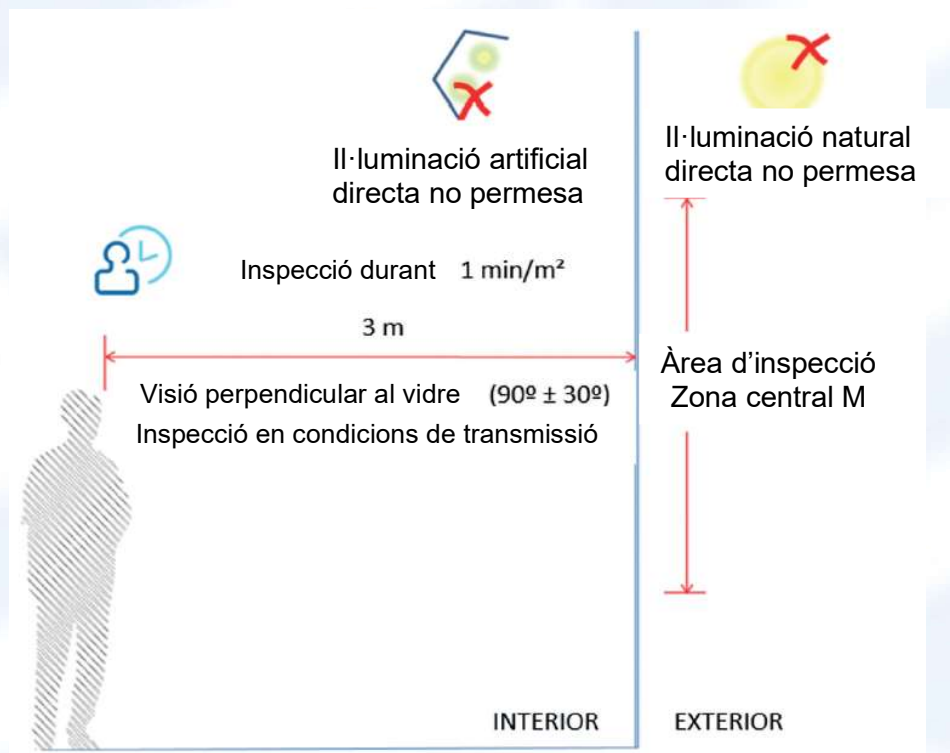 Il·luminació artificial
directa no permesa
Il·luminació natural
directa no permesa
Inspecció durant 1 min/m²
3 m
Visió perpendicular al vidre (90º ± 30º)
Inspecció en condicions de transmissió
Àrea d’inspecció
Zona central M
INTERIOR
EXTERIOR